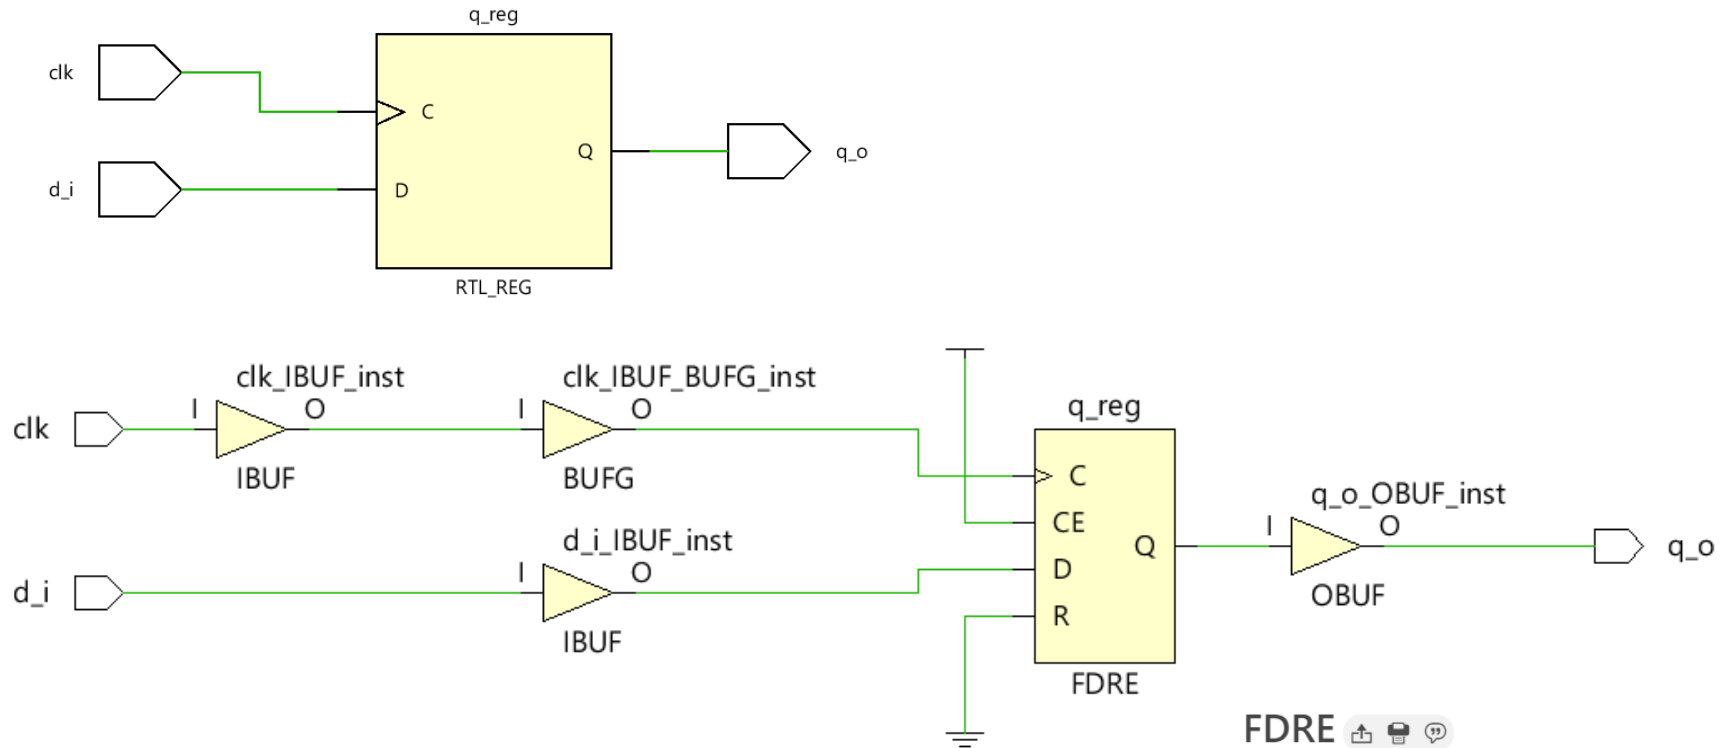 q_reg
clk
C
Q
q_o
d_i
D
RTL_REG
clk_IBUF_inst
clk_IBUF_BUFG_inst
I
O
I
O
q_reg
clk
IBUF
BUFG
C
CE
q_o_OBUF_inst
d_i_IBUF_inst
I
O
I
O
Q
q_o
D
d_i
IBUF
OBUF
R
FDRE
FDRE